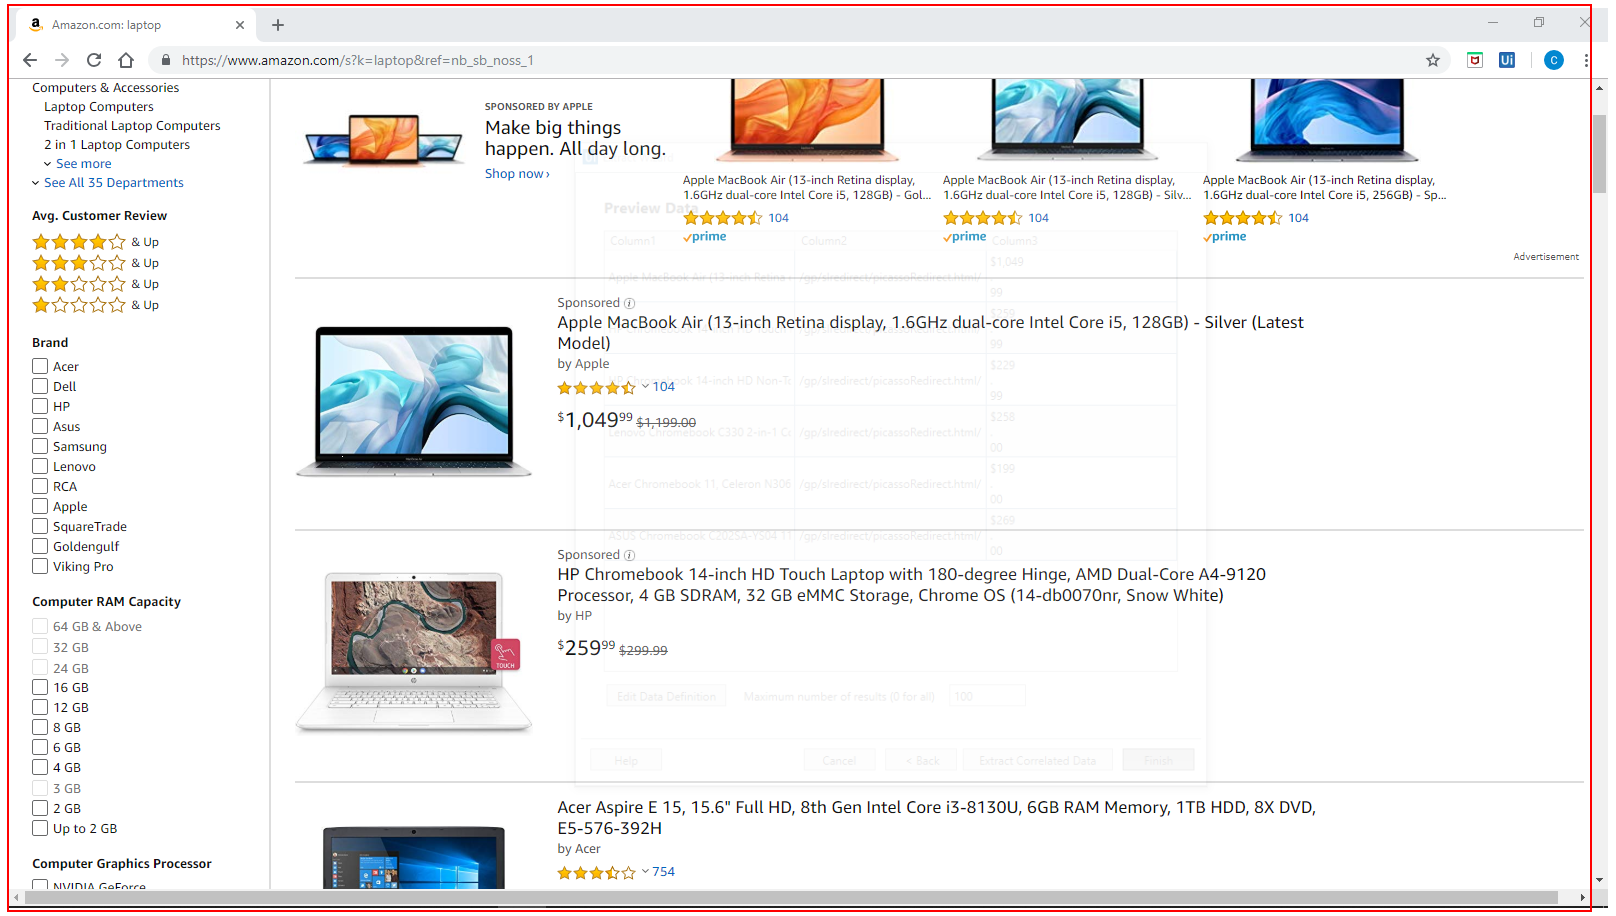 Amazon.com: laptop
https://www.amazon.com/s?k=laptop&ref=nb_sb_noss_1
Ui
C
Computers & Accessories
Laptop Computers
Traditional Laptop Computers
2 in 1 Laptop Computers
See more
See All 35 Departments
Avg. Customer Review
& Up
& Up
& Up
& Up
Brand
Acer
Dell
HP
Asus
Samsung
Lenovo
RCA
Apple
SquareTrade
Goldengulf
Viking Pro
Computer RAM Capacity
64 GB & Above
32 GB
24 GB
16 GB
12 GB
8 GB
6 GB
4 GB
3 GB
2 GB
Up to 2 GB
Computer Graphics Processor
NVIDIA GeForce
SPONSORED BY APPLE
Make big things
happen. All day long.
Shop now›
Apple MacBook Air (13-inch Retina display,
1.6GHz dual-core Intel Core i5, 128GB) - Gol...
104
prime
Apple MacBook Air (13-inch Retina display,
1.6GHz dual-core Intel Core i5, 128GB) - Silv...
104
prime
Apple MacBook Air (13-inch Retina display,
1.6GHz dual-core Intel Core i5, 256GB) - Sp...
104
prime
Advertisement
Sponsored
Apple MacBook Air (13-inch Retina display, 1.6GHz dual-core Intel Core i5, 128GB) - Silver (Latest
Model)
by Apple
104
$1,049.99 $1,199.00
Sponsored
HP Chromebook 14-inch HD Touch Laptop with 180-degree Hinge, AMD Dual-Core A4-9120
Processor, 4 GB SDRAM, 32 GB eMMC Storage, Chrome OS (14-db0070nr, Snow White)
by HP
$259.99 $299.99
TOUCH
Acer Aspire E 15, 15.6" Full HD, 8th Gen Intel Core i3-8130U, 6GB RAM Memory, 1TB HDD, 8X DVD,
E5-576-392H
by Acer
754
Preview Data
Column1 Column2 Column3
Apple MacBook Air (13-inch Retina /gp/slredirect/picassoRedirect.html/ $1,049
99
$259
99
Chromebook 14-inch HD Non-To /gp/slredirect/picassoRedirect.html/ $229
99
Lenovo Chromebook C330 2-in-1 Co /gp/slredirect/picassoRedirect.html/ $258
00
Acer Chromebook 11, Celeron N306 /gp/slredirect/picassoRedirect.html/ $199
00
ASUS Chromebook C202SA-YS04 11 /gp/slredirect/picassoRedirect.html/ $269
00
Edit Data Definition Maximum number of results (0 for all) 100
Help Cancel < Back Extract Correlated Data Finish